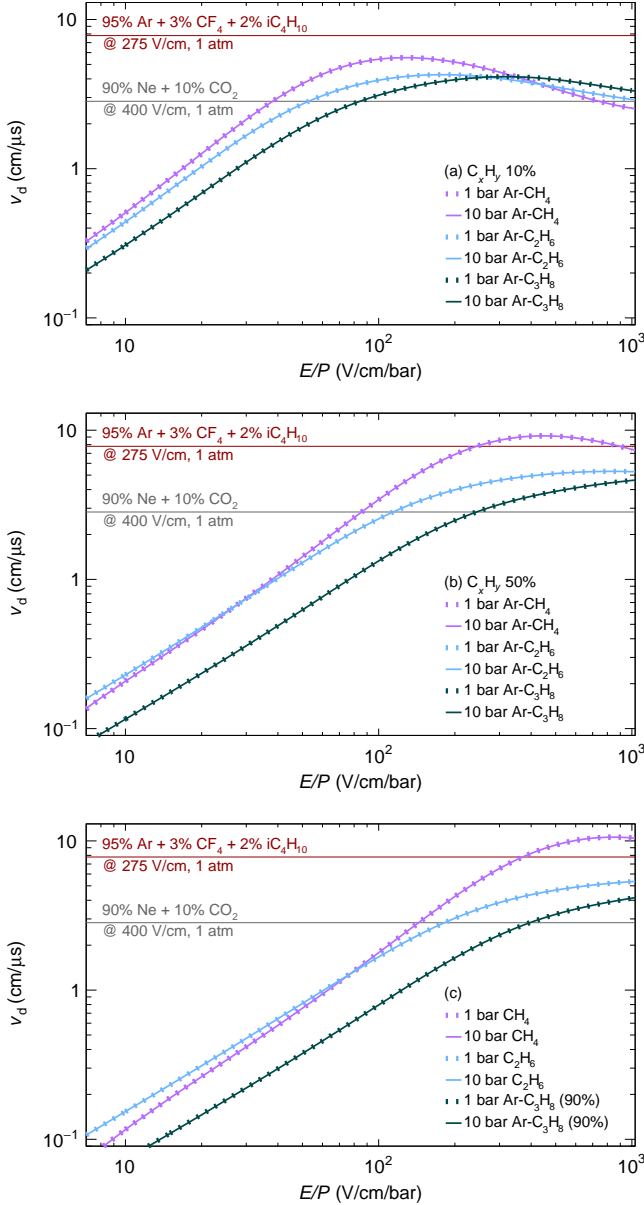 10
95% Ar + 3% CF₄ + 2% iC₄H₁₀
@ 275 V/cm, 1 atm
90% Ne + 10% CO₂
@ 400 V/cm, 1 atm
v_d (cm/μs)
1
(a) CₓHᵧ 10%
1 bar Ar-CH₄
10 bar Ar-CH₄
1 bar Ar-C₂H₆
10 bar Ar-C₂H₆
1 bar Ar-C₃H₈
10 bar Ar-C₃H₈
10⁻¹
10 10² 10³
E/P (V/cm/bar)
10
95% Ar + 3% CF₄ + 2% iC₄H₁₀
@ 275 V/cm, 1 atm
90% Ne + 10% CO₂
@ 400 V/cm, 1 atm
v_d (cm/μs)
1
(b) CₓHᵧ 50%
1 bar Ar-CH₄
10 bar Ar-CH₄
1 bar Ar-C₂H₆
10 bar Ar-C₂H₆
1 bar Ar-C₃H₈
10 bar Ar-C₃H₈
10⁻¹
10 10² 10³
E/P (V/cm/bar)
10
95% Ar + 3% CF₄ + 2% iC₄H₁₀
@ 275 V/cm, 1 atm
90% Ne + 10% CO₂
@ 400 V/cm, 1 atm
v_d (cm/μs)
1
(c)
1 bar CH₄
10 bar CH₄
1 bar C₂H₆
10 bar C₂H₆
1 bar Ar-C₃H₈ (90%)
10 bar Ar-C₃H₈ (90%)
10⁻¹
10 10² 10³
E/P (V/cm/bar)